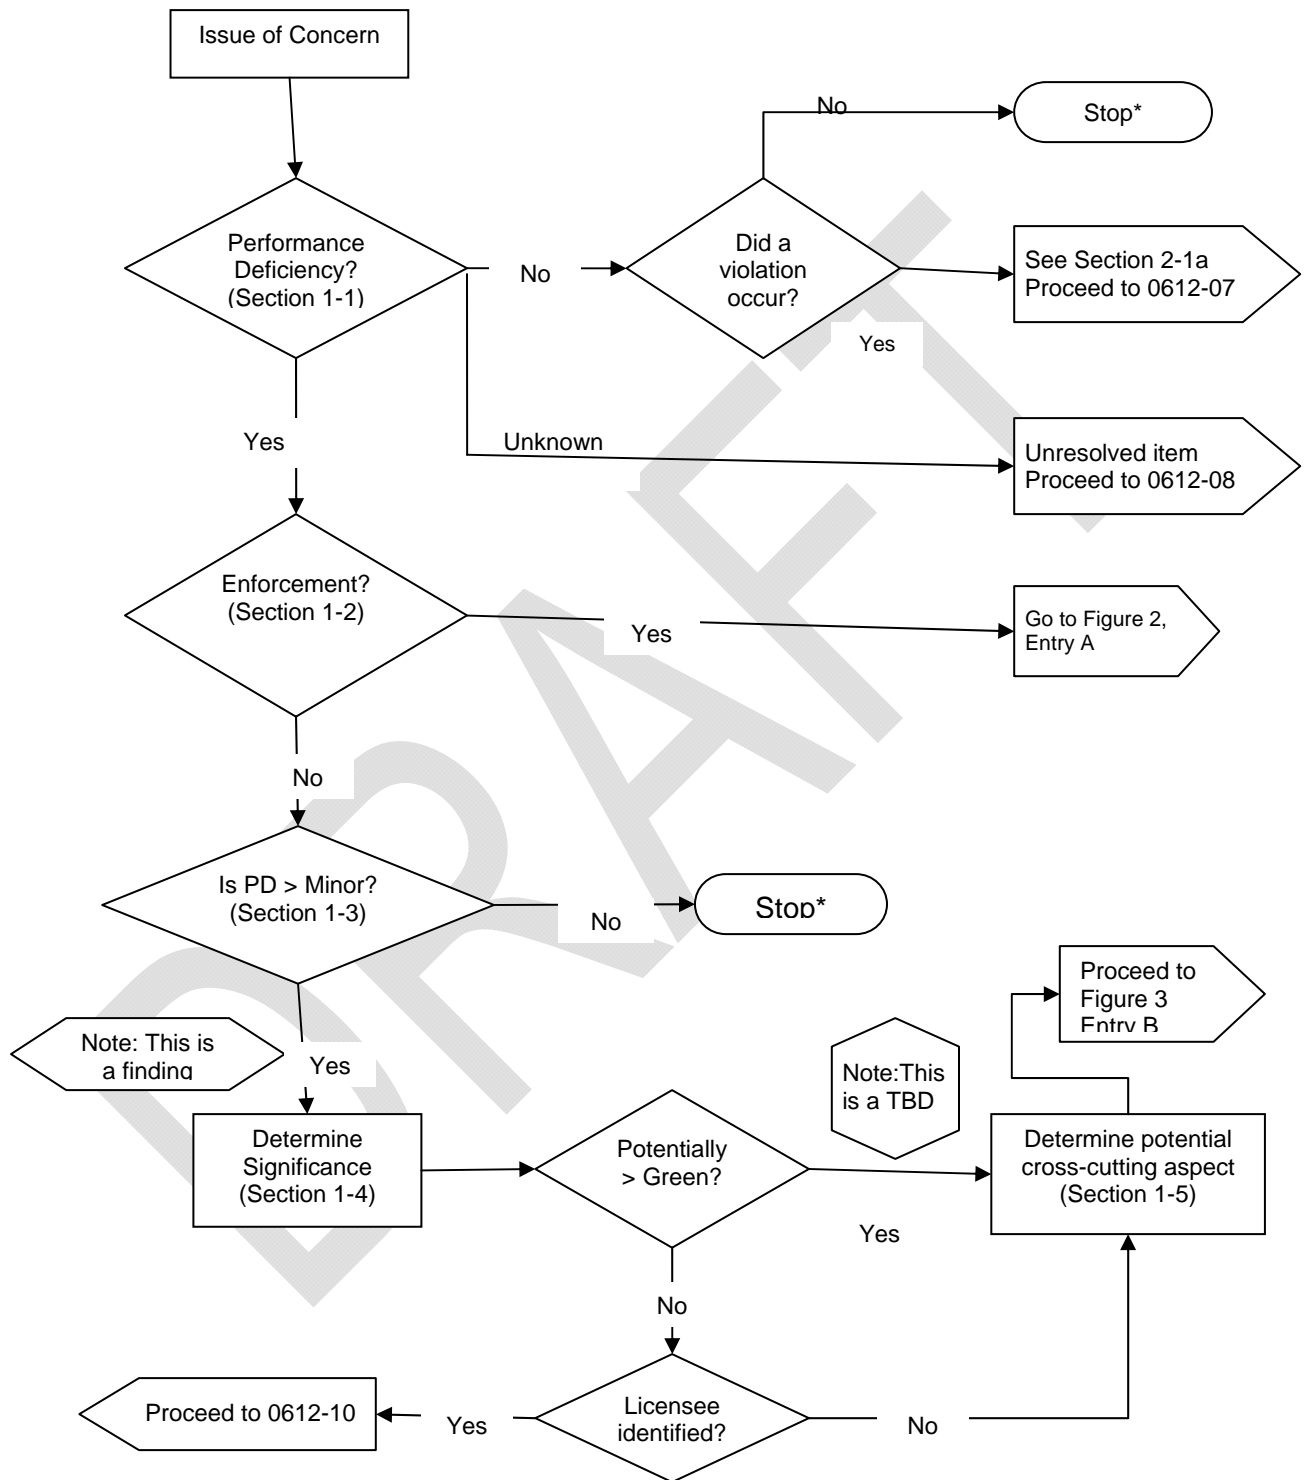 Issue of Concern
No
Stop*
Performance
Deficiency?
(Section 1-1)
No
Did a
violation
occur?
See Section 2-1a
Proceed to 0612-07
Yes
Yes
Unknown
Unresolved item
Proceed to 0612-08
Enforcement?
(Section 1-2)
Yes
Go to Figure 2,
Entry A
No
Is PD > Minor?
(Section 1-3)
No
Stop*
Proceed to
Figure 3
Entry B
Note: This is
a finding
Yes
Note:This
is a TBD
Determine
Significance
(Section 1-4)
Potentially
> Green?
Yes
Determine potential
cross-cutting aspect
(Section 1-5)
No
Proceed to 0612-10
Yes
Licensee
identified?
No
DRAFT